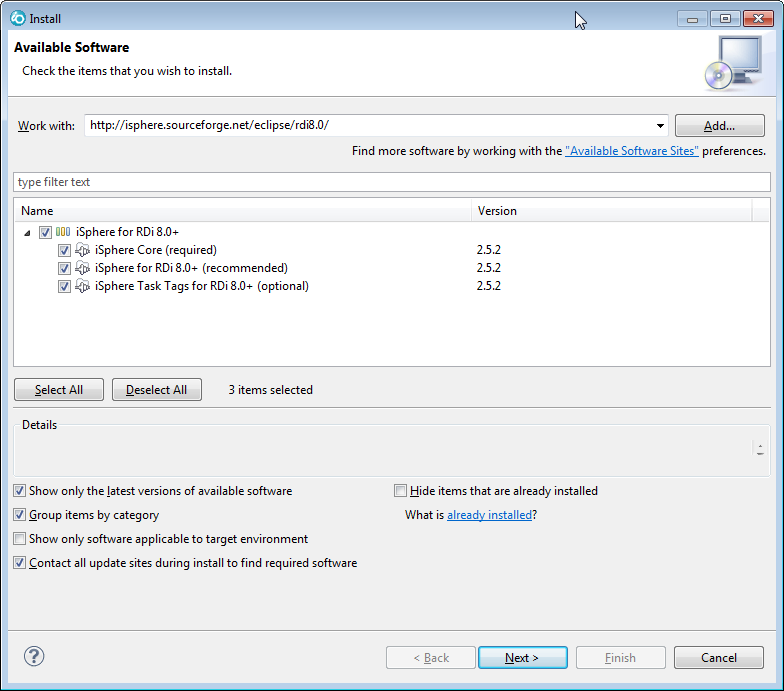 Install
Available Software
Check the items that you wish to install.
Work with: http://isphere.sourceforge.net/eclipse/rdi8.0/ Add...
Find more software by working with the "Available Software Sites" preferences.
type filter text
Name Version
iSphere for RDi 8.0+
iSphere Core (required) 2.5.2
iSphere for RDi 8.0+ (recommended) 2.5.2
iSphere Task Tags for RDi 8.0+ (optional) 2.5.2
Select All Deselect All 3 items selected
Details
Show only the latest versions of available software Hide items that are already installed
Group items by category What is already installed?
Show only software applicable to target environment
Contact all update sites during install to find required software
? < Back Next > Finish Cancel